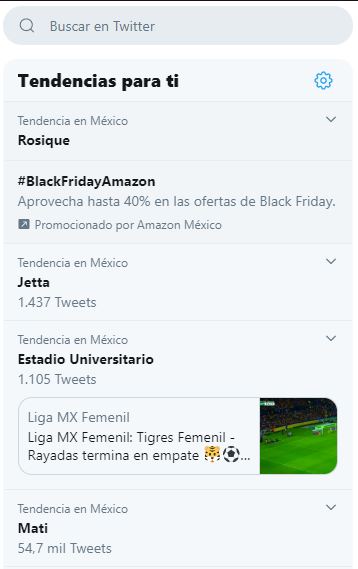 Buscar en Twitter
Tendencias para ti
Tendencia en México
Rosique
#BlackFridayAmazon
Aprovecha hasta 40% en las ofertas de Black Friday.
Promocionado por Amazon México
Tendencia en México
Jetta
1.437 Tweets
Tendencia en México
Estadio Universitario
1.105 Tweets
Liga MX Femenil
Liga MX Femenil: Tigres Femenil -
Rayadas termina en empate 🐯⚽...
Tendencia en México
Mati
54,7 mil Tweets